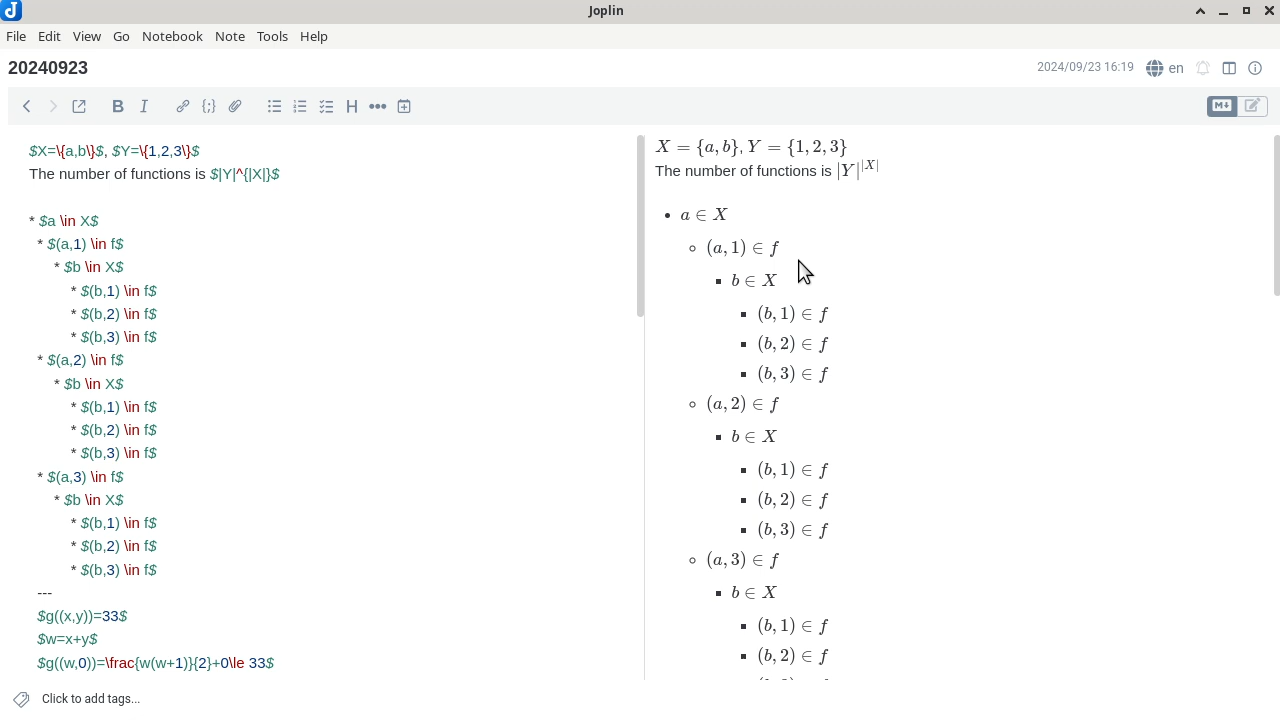 Joplin
File Edit View Go Notebook Note Tools Help
20240923
2024/09/23 16:19 en
B I {;} H ••• M↓
$X=\{a,b\}$, $Y=\{1,2,3\}$
The number of functions is $|Y|^{|X|}$
* $a \in X$
* $(a,1) \in f$
* $b \in X$
* $(b,1) \in f$
* $(b,2) \in f$
* $(b,3) \in f$
* $(a,2) \in f$
* $b \in X$
* $(b,1) \in f$
* $(b,2) \in f$
* $(b,3) \in f$
* $(a,3) \in f$
* $b \in X$
* $(b,1) \in f$
* $(b,2) \in f$
* $(b,3) \in f$
---
$g((x,y))=33$
$w=x+y$
$g((w,0))=\frac{w(w+1)}{2}+0\le 33$
X = {a, b}, Y = {1, 2, 3}
The number of functions is |Y|^|X|
• a ∈ X
◦ (a, 1) ∈ f
▪ b ∈ X
▪ (b, 1) ∈ f
▪ (b, 2) ∈ f
▪ (b, 3) ∈ f
◦ (a, 2) ∈ f
▪ b ∈ X
▪ (b, 1) ∈ f
▪ (b, 2) ∈ f
▪ (b, 3) ∈ f
◦ (a, 3) ∈ f
▪ b ∈ X
▪ (b, 1) ∈ f
▪ (b, 2) ∈ f
Click to add tags...